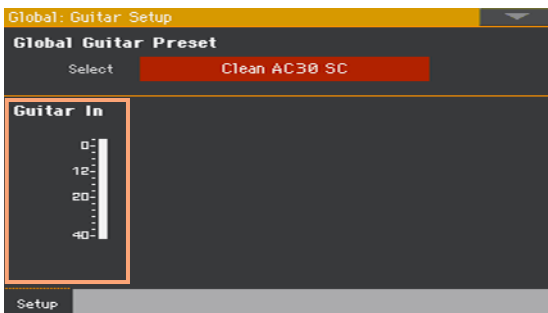 Global: Guitar Setup
Global Guitar Preset
Select Clean AC30 SC
Guitar In
0
12
20
40
Setup